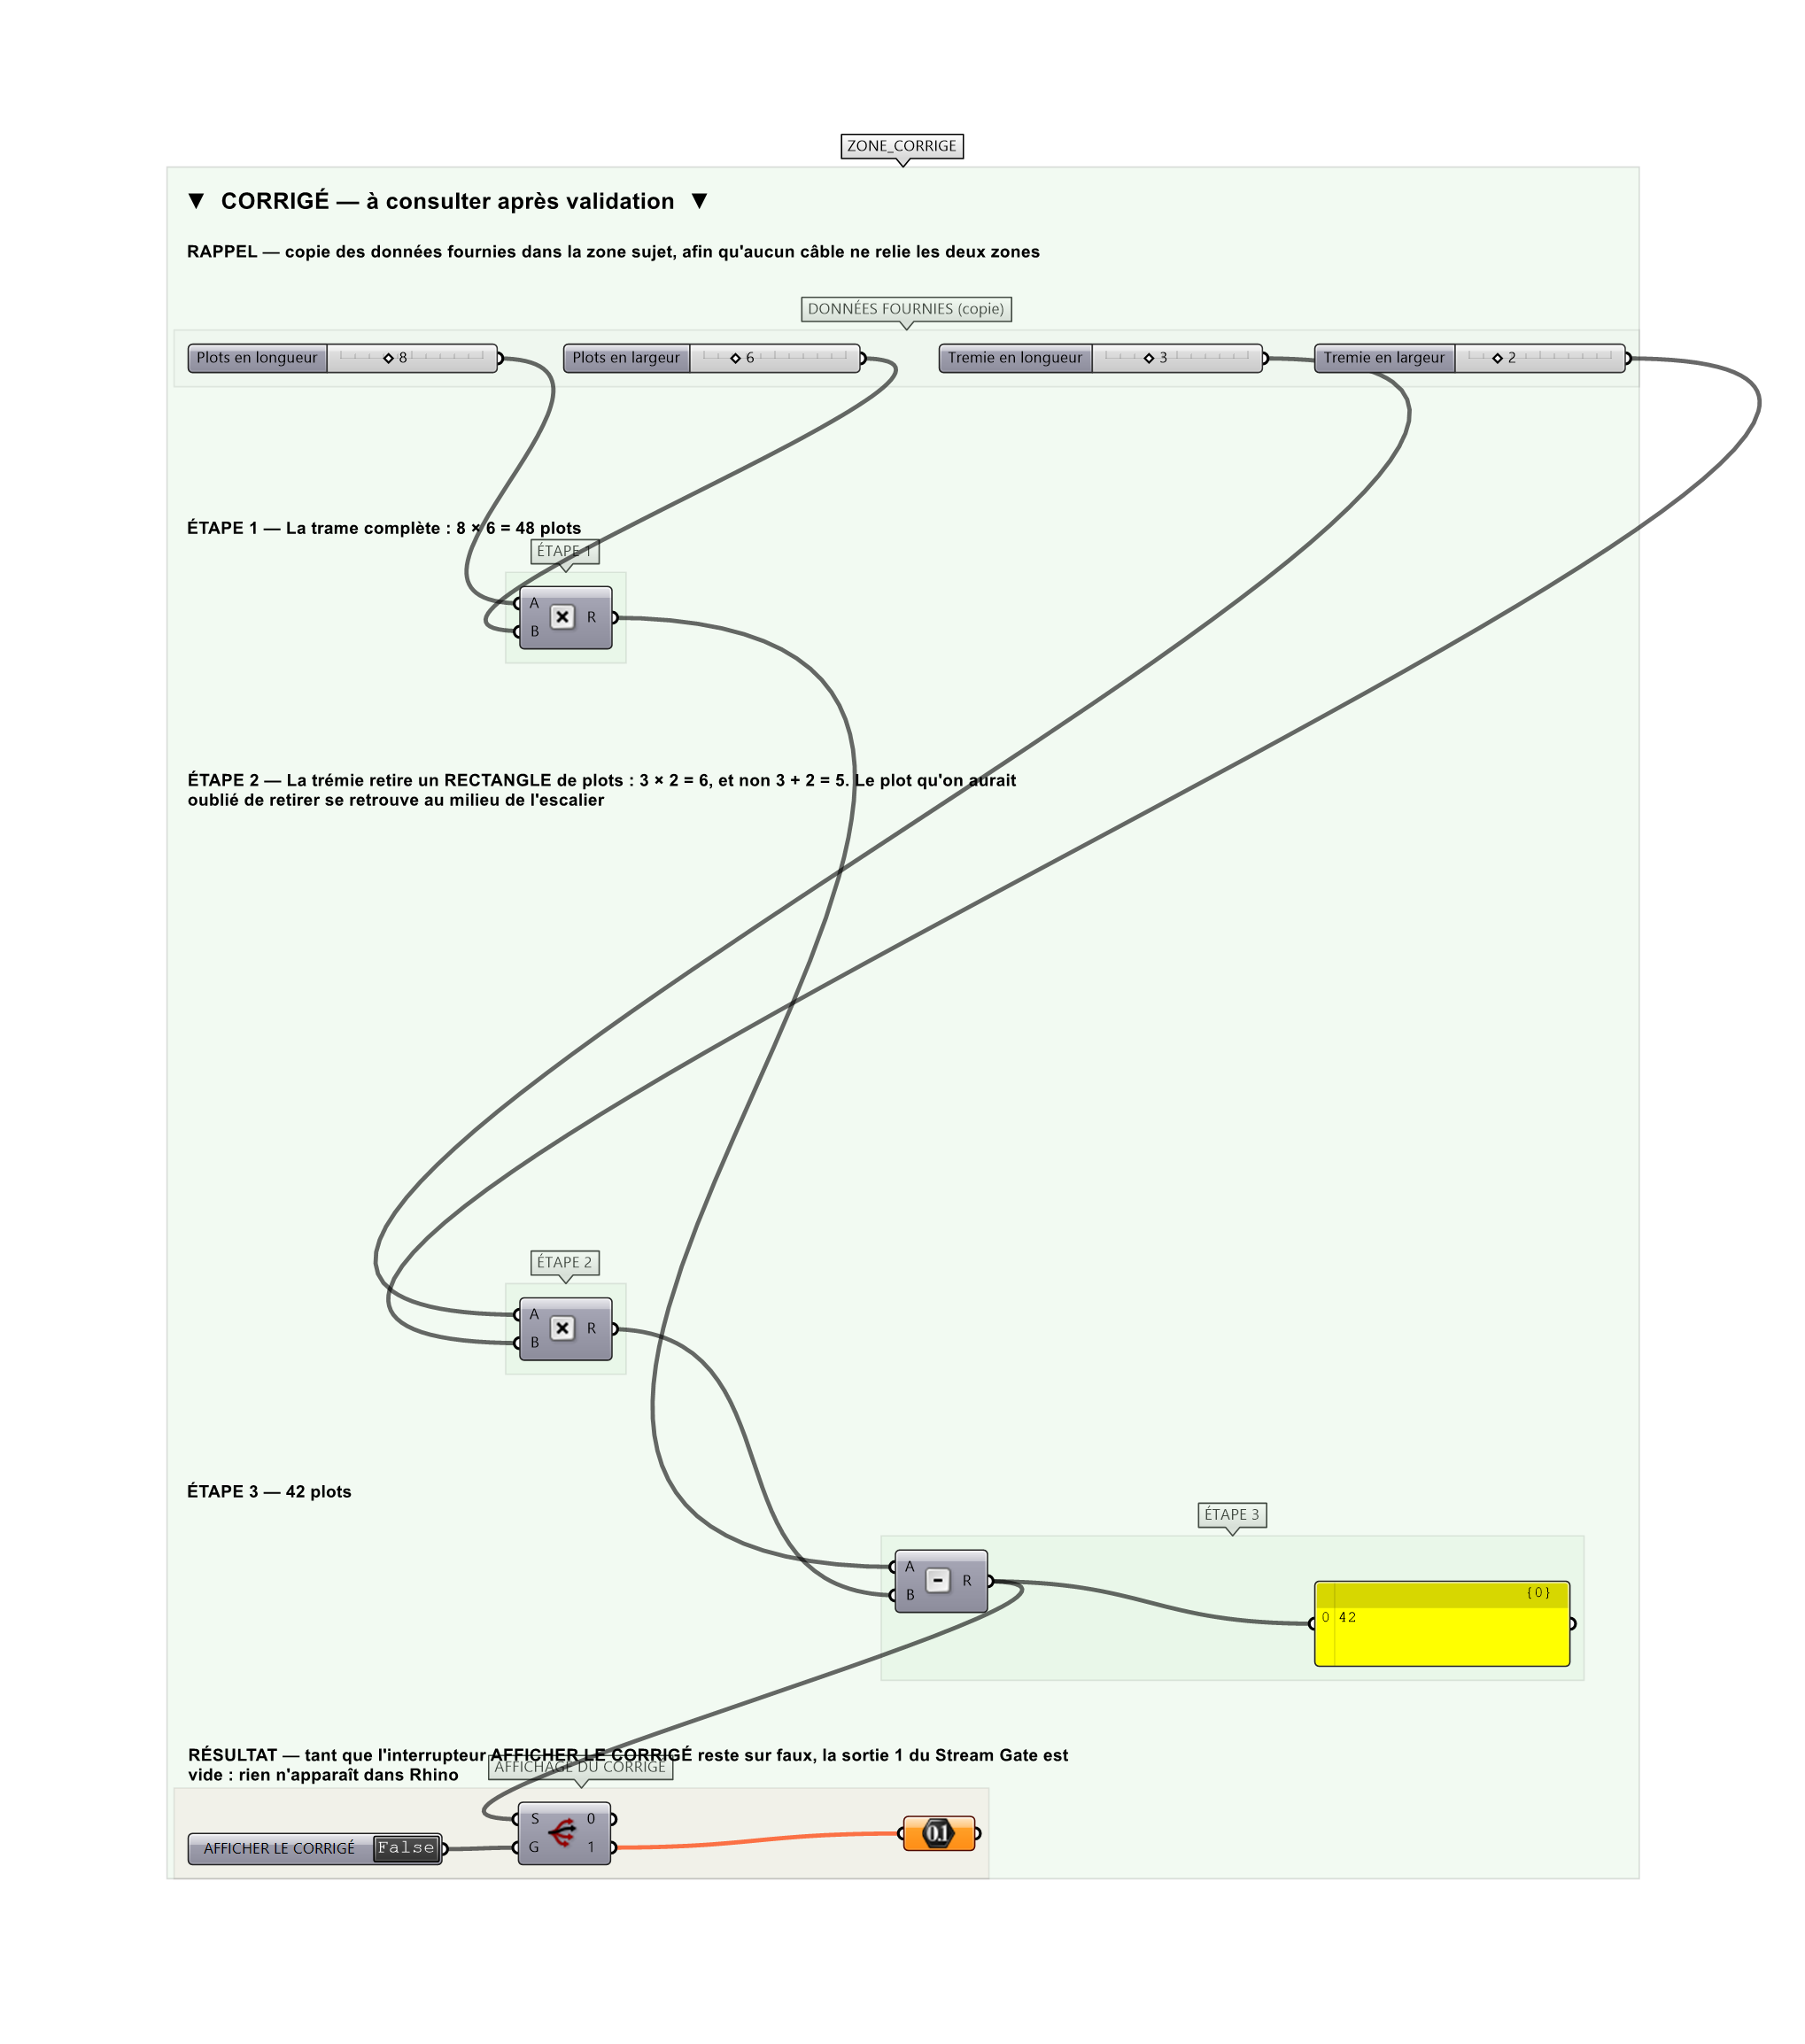 ZONE_CORRIGE
▼ CORRIGÉ — à consulter après validation ▼
RAPPEL — copie des données fournies dans la zone sujet, afin qu'aucun câble ne relie les deux zones
DONNÉES FOURNIES (copie)
Plots en longueur 8
Plots en largeur 6
Tremie en longueur 3
Tremie en largeur 2
ÉTAPE 1 — La trame complète : 8 × 6 = 48 plots
ÉTAPE 1
A
B
R
ÉTAPE 2 — La trémie retire un RECTANGLE de plots : 3 × 2 = 6, et non 3 + 2 = 5. Le plot qu'on aurait
oublié de retirer se retrouve au milieu de l'escalier
ÉTAPE 2
A
B
R
ÉTAPE 3 — 42 plots
ÉTAPE 3
A
B
R
{0}
0 42
RÉSULTAT — tant que l'interrupteur AFFICHER LE CORRIGÉ reste sur faux, la sortie 1 du Stream Gate est
vide : rien n'apparaît dans Rhino
AFFICHAGE DU CORRIGÉ
AFFICHER LE CORRIGÉ False
S 0
G 1
0.1